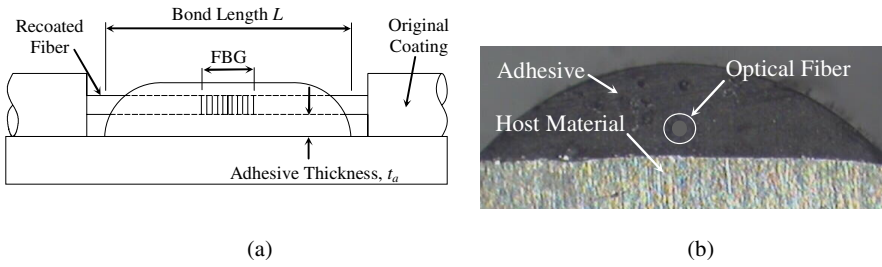 Bond Length L
Recoated
Fiber
FBG
Original
Coating
Adhesive Thickness, ta
(a)
Adhesive
Optical Fiber
Host Material
(b)